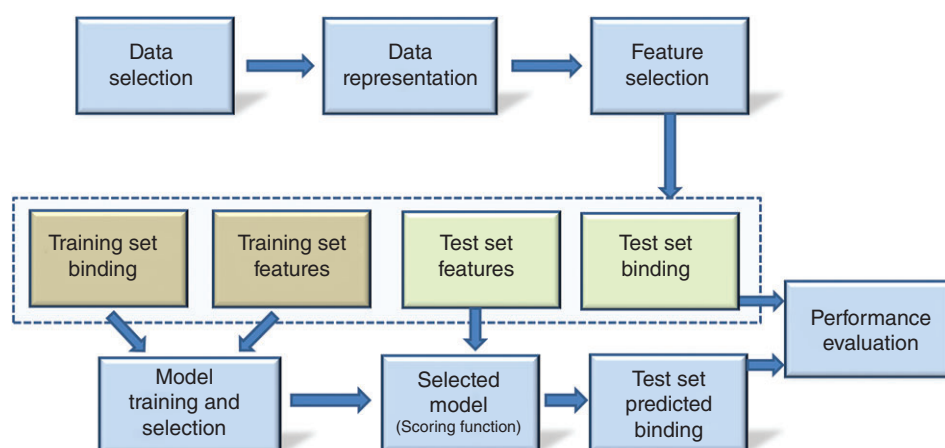 Data
selection
Data
representation
Feature
selection
Training set
binding
Training set
features
Test set
features
Test set
binding
Performance
evaluation
Model
training and
selection
Selected
model
(Scoring function)
Test set
predicted
binding